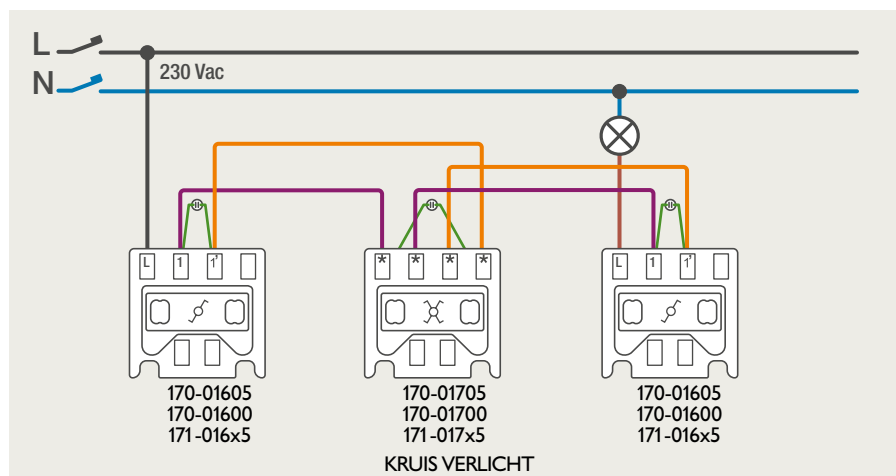 L
N
230 Vac
L 1 1'
* * * *
L 1 1'
170-01605
170-01600
171-016x5
170-01705
170-01700
171-017x5
170-01605
170-01600
171-016x5
KRUIS VERLICHT